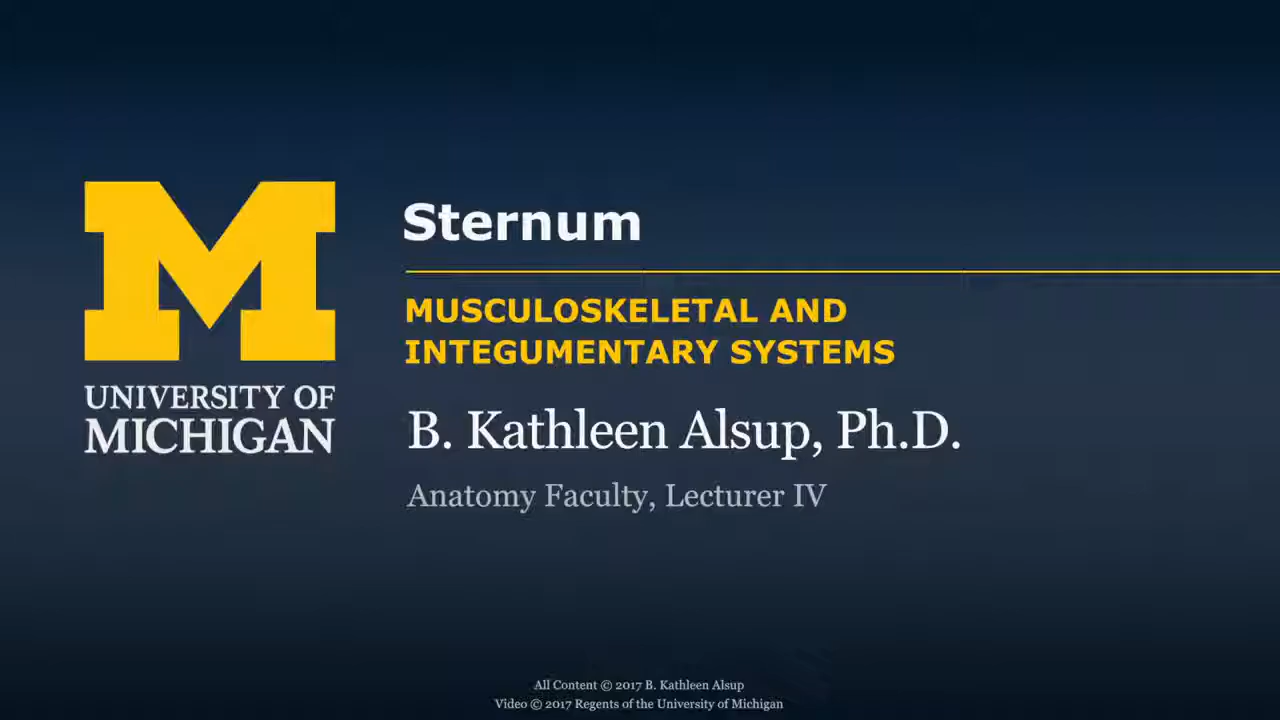 Sternum
MUSCULOSKELETAL AND
INTEGUMENTARY SYSTEMS
UNIVERSITY OF
MICHIGAN
B. Kathleen Alsup, Ph.D.
Anatomy Faculty, Lecturer IV
All Content © 2017 B. Kathleen Alsup
Video © 2017 Regents of the University of Michigan